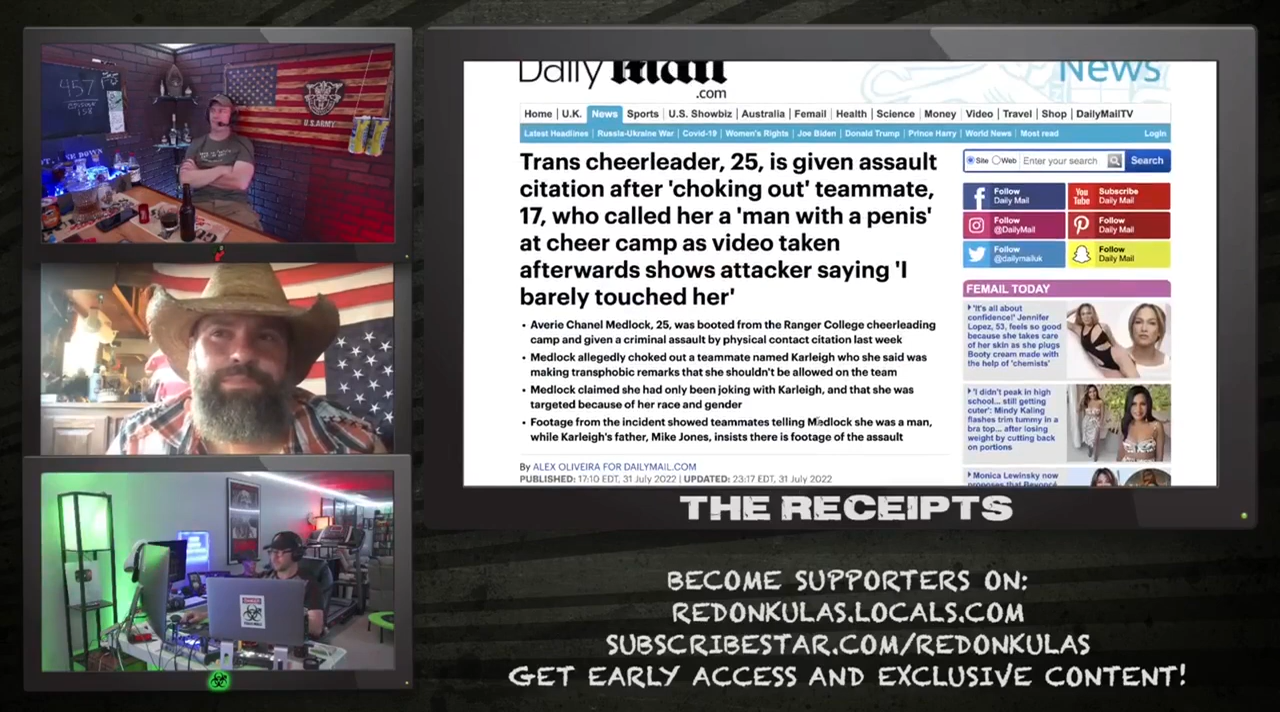 457
U.S. ARMY
Daily Mail
.com
News
Home | U.K. | News | Sports | U.S. Showbiz | Australia | Femail | Health | Science | Money | Video | Travel | Shop | DailyMailTV
Latest Headlines | Russia-Ukraine War | Covid-19 | Women's Rights | Joe Biden | Donald Trump | Prince Harry | World News | Most read
Login
Trans cheerleader, 25, is given assault
citation after 'choking out' teammate,
17, who called her a 'man with a penis'
at cheer camp as video taken
afterwards shows attacker saying 'I
barely touched her'
• Averie Chanel Medlock, 25, was booted from the Ranger College cheerleading
camp and given a criminal assault by physical contact citation last week
• Medlock allegedly choked out a teammate named Karleigh who she said was
making transphobic remarks that she shouldn't be allowed on the team
• Medlock claimed she had only been joking with Karleigh, and that she was
targeted because of her race and gender
• Footage from the incident showed teammates telling Medlock she was a man,
while Karleigh's father, Mike Jones, insists there is footage of the assault
By ALEX OLIVEIRA FOR DAILYMAIL.COM
PUBLISHED: 17:10 EDT, 31 July 2022 | UPDATED: 23:17 EDT, 31 July 2022
Site Web Enter your search Search
Follow
Daily Mail
You
Tube
Subscribe
Daily Mail
Follow
@DailyMail
Follow
Daily Mail
Follow
@dailymailuk
Follow
Daily Mail
FEMAIL TODAY
'It's all about
confidence!' Jennifer
Lopez, 53, feels so good
because she takes care
of her skin as she plugs
Booty cream made with
the help of 'chemists'
'I didn't peak in high
school... still getting
cuter': Mindy Kaling
flashes trim tummy in a
bra top... after losing
weight by cutting back
on portions
Monica Lewinsky now
proposes that Beyoncé
THE RECEIPTS
BECOME SUPPORTERS ON:
REDONKULAS.LOCALS.COM
SUBSCRIBESTAR.COM/REDONKULAS
GET EARLY ACCESS AND EXCLUSIVE CONTENT!